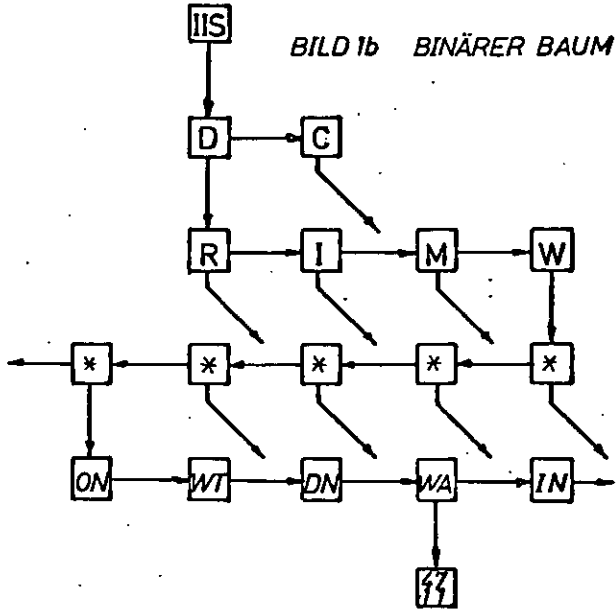 IIS
BILD 1b BINÄRER BAUM
D C
R I M W
* * * * *
ON WT DN WA IN